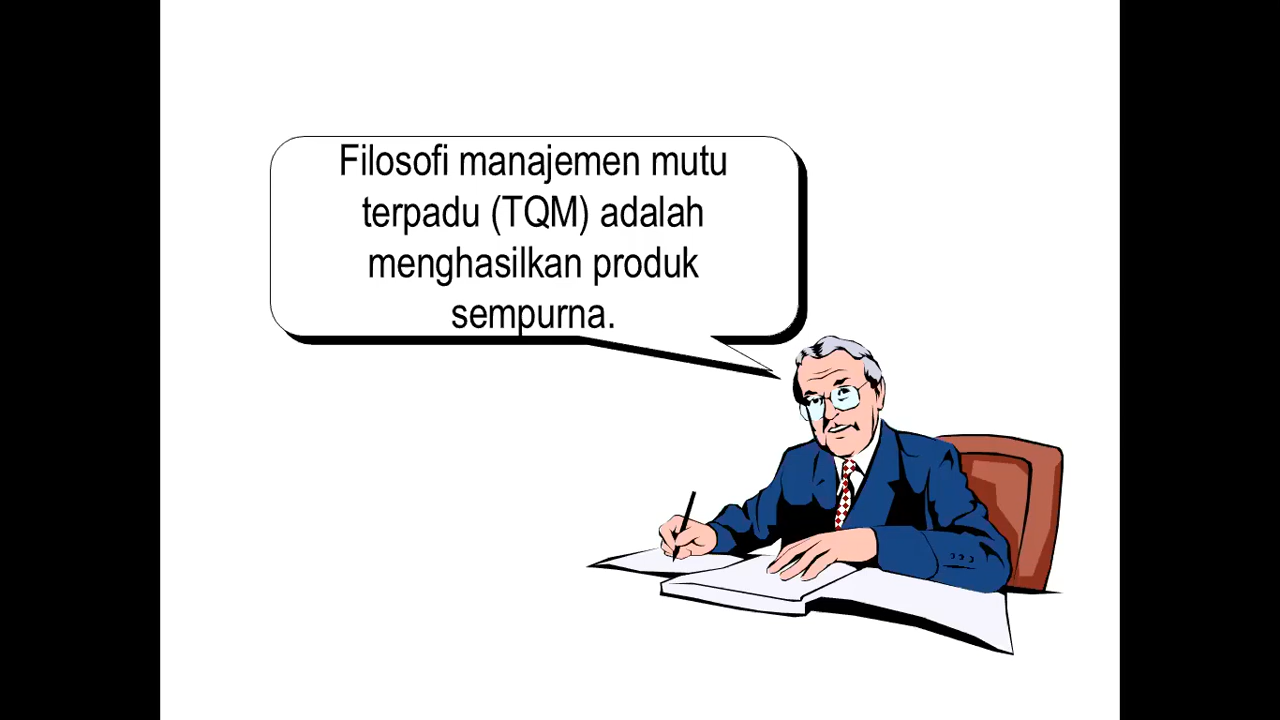 Filosofi manajemen mutu
terpadu (TQM) adalah
menghasilkan produk
sempurna.